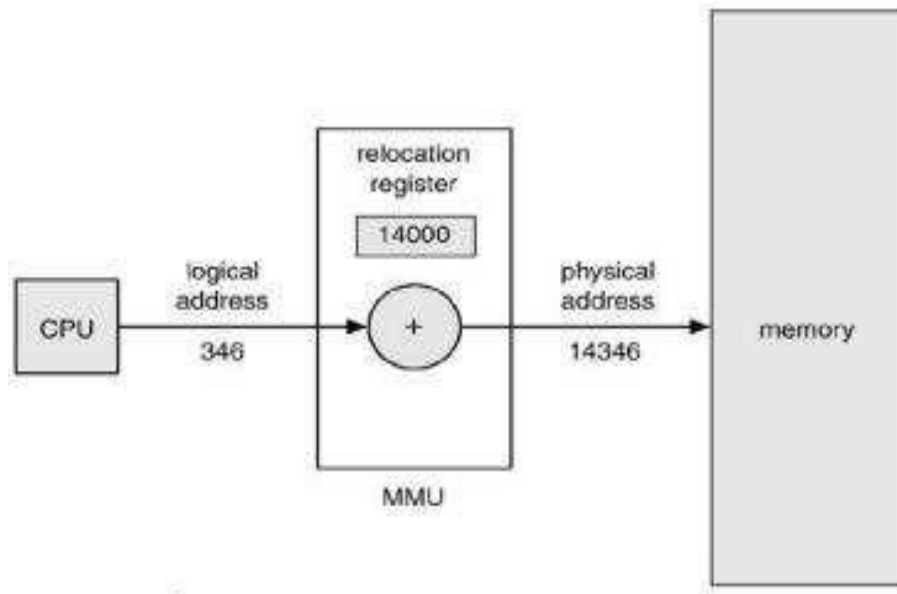 relocation
register
14000
logical
address
346
CPU
+
physical
address
14346
memory
MMU